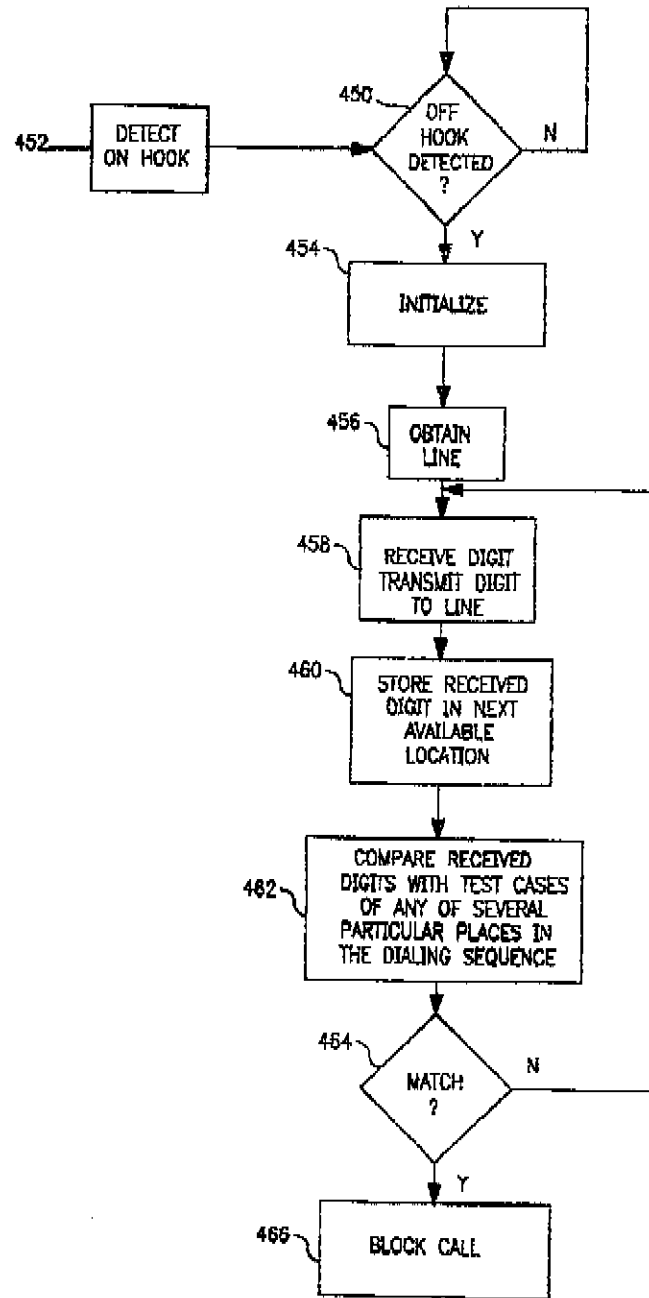 450
OFF
HOOK
DETECTED
?
N
452
DETECT
ON HOOK
Y
454
INITIALIZE
456
OBTAIN
LINE
458
RECEIVE DIGIT
TRANSMIT DIGIT
TO LINE
460
STORE RECEIVED
DIGIT IN NEXT
AVAILABLE
LOCATION
462
COMPARE RECEIVED
DIGITS WITH TEST CASES
OF ANY OF SEVERAL
PARTICULAR PLACES IN
THE DIALING SEQUENCE
464
MATCH
?
N
Y
466
BLOCK CALL